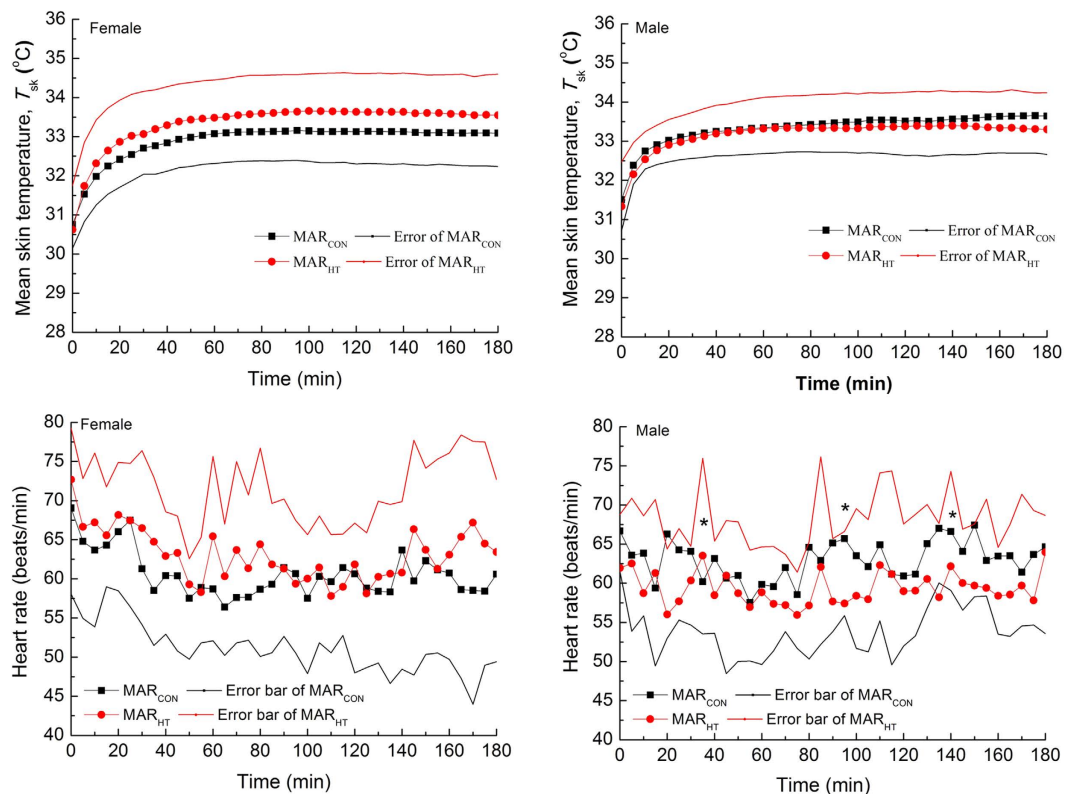 Female
Mean skin temperature, Tsk (°C)
36
35
34
33
32
31
30
29
28
MARCON Error of MARCON
MARHT Error of MARHT
0 20 40 60 80 100 120 140 160 180
Time (min)
Male
Mean skin temperature, Tsk (°C)
36
35
34
33
32
31
30
29
28
MARCON Error of MARCON
MARHT Error of MARHT
0 20 40 60 80 100 120 140 160 180
Time (min)
Female
Heart rate (beats/min)
80
75
70
65
60
55
50
45
40
MARCON Error bar of MARCON
MARHT Error bar of MARHT
0 20 40 60 80 100 120 140 160 180
Time (min)
Male
Heart rate (beats/min)
80
75
70
65
60
55
50
45
40
* * *
MARCON Error bar of MARCON
MARHT Error bar of MARHT
0 20 40 60 80 100 120 140 160 180
Time (min)